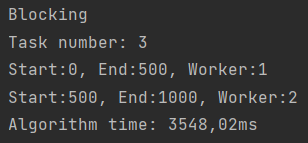 Blocking
Task number: 3
Start:0, End:500, Worker:1
Start:500, End:1000, Worker:2
Algorithm time: 3548,02ms